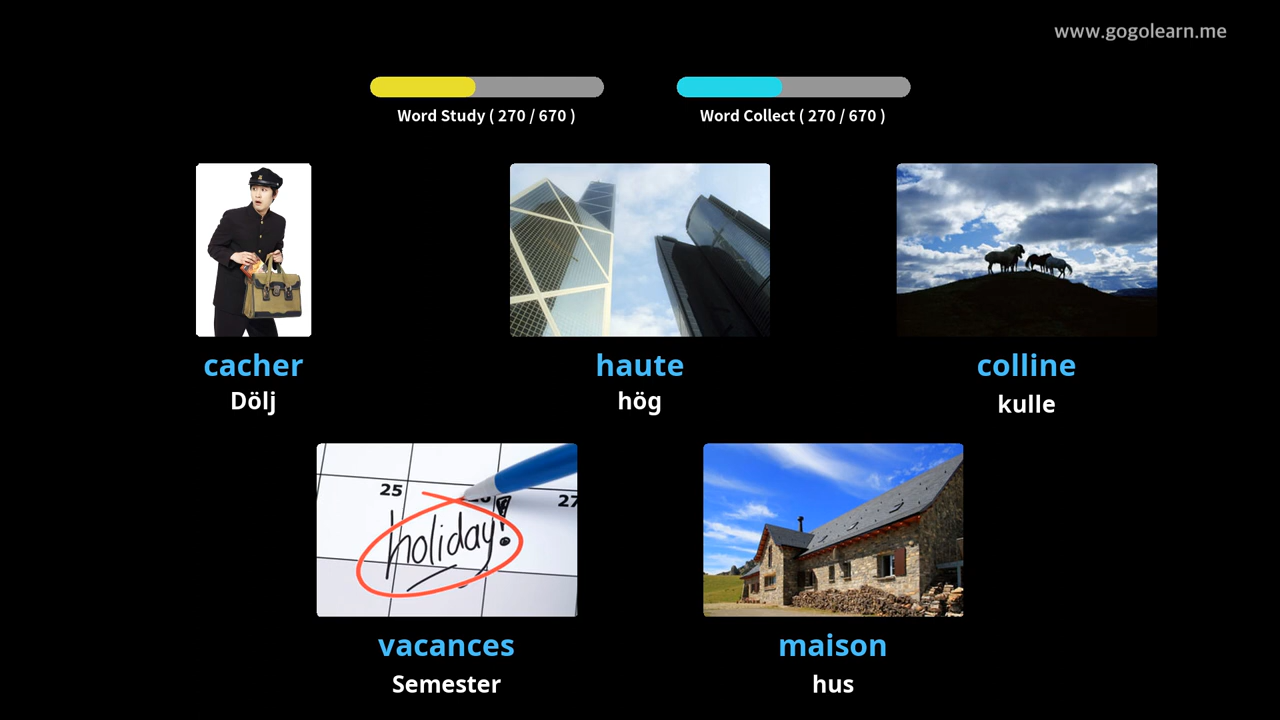 www.gogolearn.me
Word Study ( 270 / 670 )
Word Collect ( 270 / 670 )
cacher
Dölj
haute
hög
colline
kulle
25
27
holiday!
vacances
Semester
maison
hus